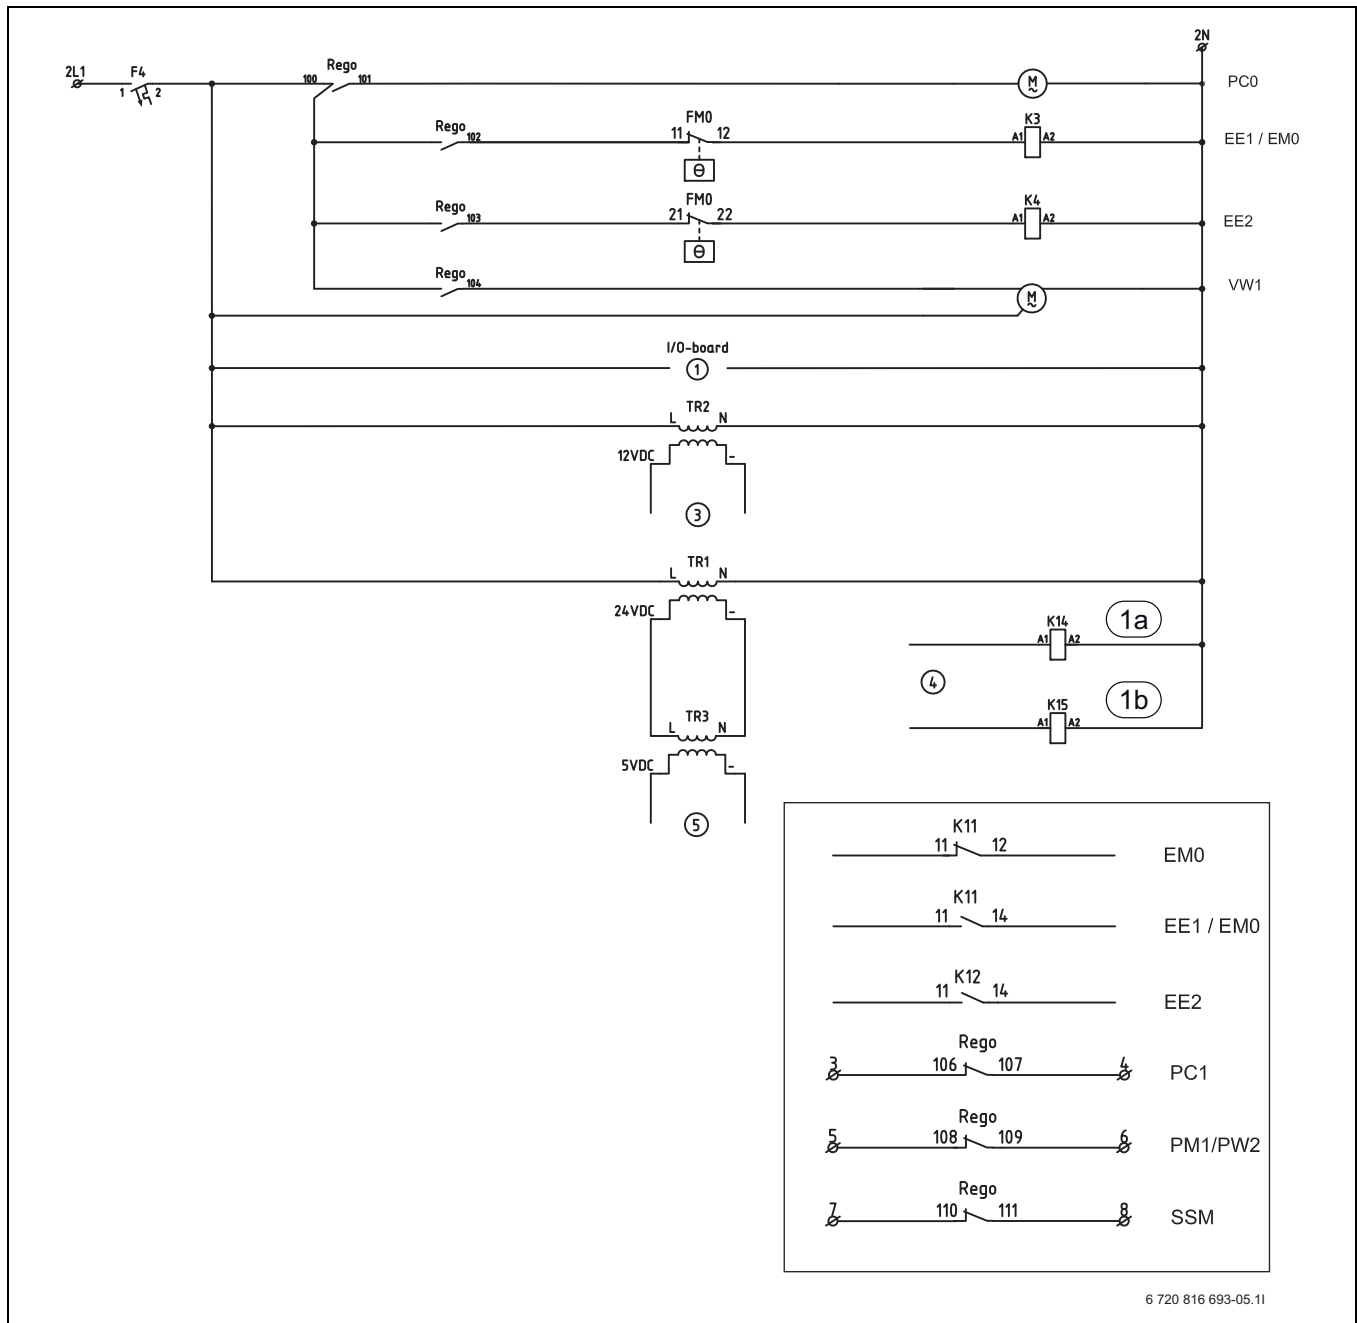 2N
2L1 F4 Rego
1 2 100 101 M PC0
Rego FM0 K3
102 11 12 A1 A2 EE1 / EM0
Θ
Rego FM0 K4
103 21 22 A1 A2 EE2
Θ
Rego
104 M VW1
I/O-board
1
TR2
L N
12VDC -
3
TR1
L N
24VDC -
K14 1a
A1 A2
4
K15 1b
A1 A2
TR3
L N
5VDC -
5
K11
11 12 EM0
K11
11 14 EE1 / EM0
K12
11 14 EE2
Rego
3 106 107 4 PC1
Rego
5 108 109 6 PM1/PW2
Rego
7 110 111 8 SSM
6 720 816 693-05.1I